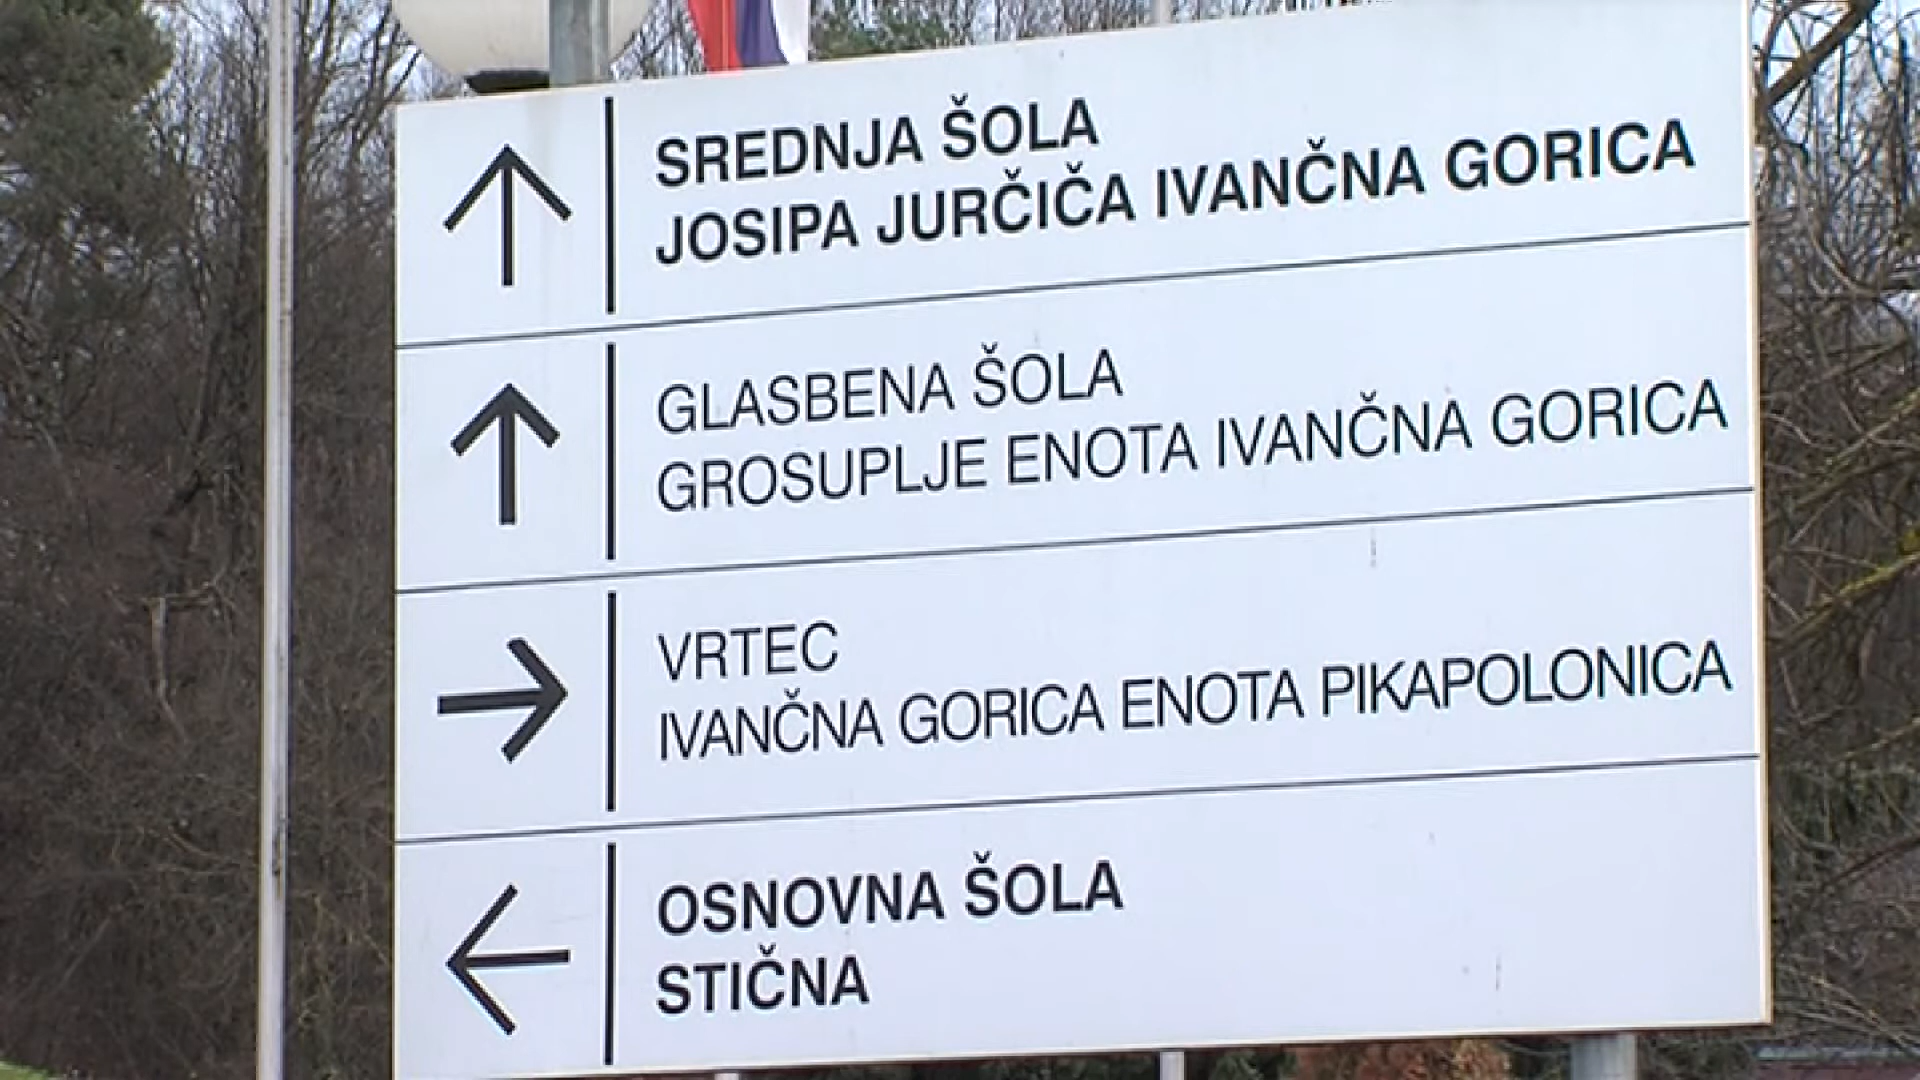 SREDNJA ŠOLA
JOSIPA JURČIČA IVANČNA GORICA
GLASBENA ŠOLA
GROSUPLJE ENOTA IVANČNA GORICA
VRTEC
IVANČNA GORICA ENOTA PIKAPOLONICA
OSNOVNA ŠOLA
STIČNA